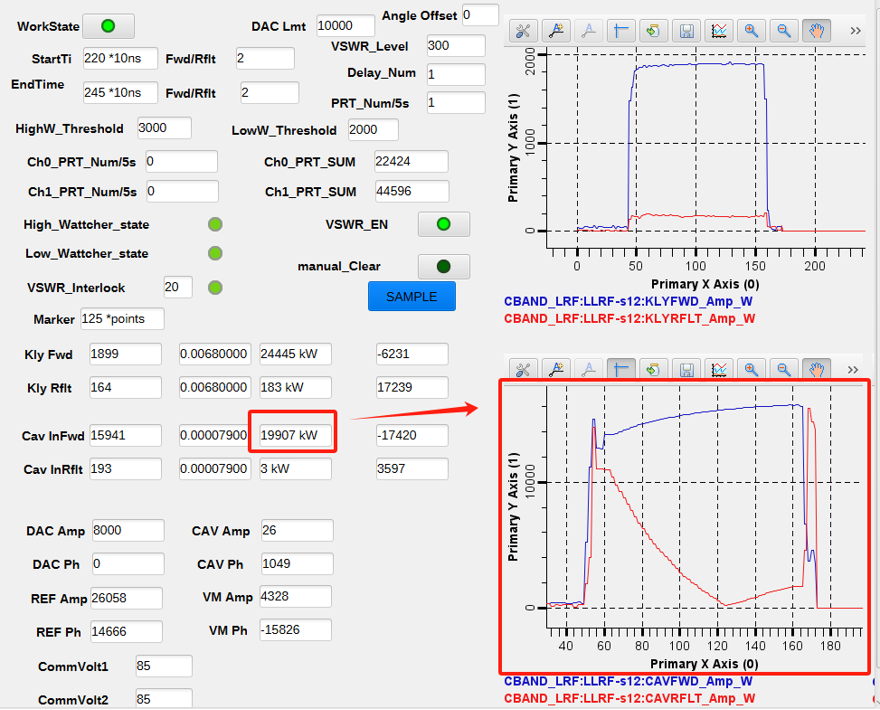 WorkState DAC Lmt 10000 Angle Offset 0
StartTi 220 *10ns Fwd/Rflt 2 VSWR_Level 300
EndTime 245 *10ns Fwd/Rflt 2 Delay_Num 1
PRT_Num/5s 1
HighW_Threshold 3000 LowW_Threshold 2000
Ch0_PRT_Num/5s 0 Ch0_PRT_SUM 22424
Ch1_PRT_Num/5s 0 Ch1_PRT_SUM 44596
High_Wattcher_state VSWR_EN
Low_Wattcher_state manual_Clear
VSWR_Interlock 20 SAMPLE
Marker 125 *points
Kly Fwd 1899 0.00680000 24445 kW -6231
Kly Rflt 164 0.00680000 183 kW 17239
Cav InFwd 15941 0.00007900 19907 kW -17420
Cav InRflt 193 0.00007900 3 kW 3597
DAC Amp 8000 CAV Amp 26
DAC Ph 0 CAV Ph 1049
REF Amp 26058 VM Amp 4328
REF Ph 14666 VM Ph -15826
CommVolt1 85
CommVolt2 85
>>
Primary Y Axis (1)
2000
1000
0
0 50 100 150 200
Primary X Axis (0)
CBAND_LRF:LLRF-s12:KLYFWD_Amp_W
CBAND_LRF:LLRF-s12:KLYRFLT_Amp_W
>>
Primary Y Axis (1)
10000
0
40 60 80 100 120 140 160 180
Primary X Axis (0)
CBAND_LRF:LLRF-s12:CAVFWD_Amp_W
CBAND_LRF:LLRF-s12:CAVRFLT_Amp_W